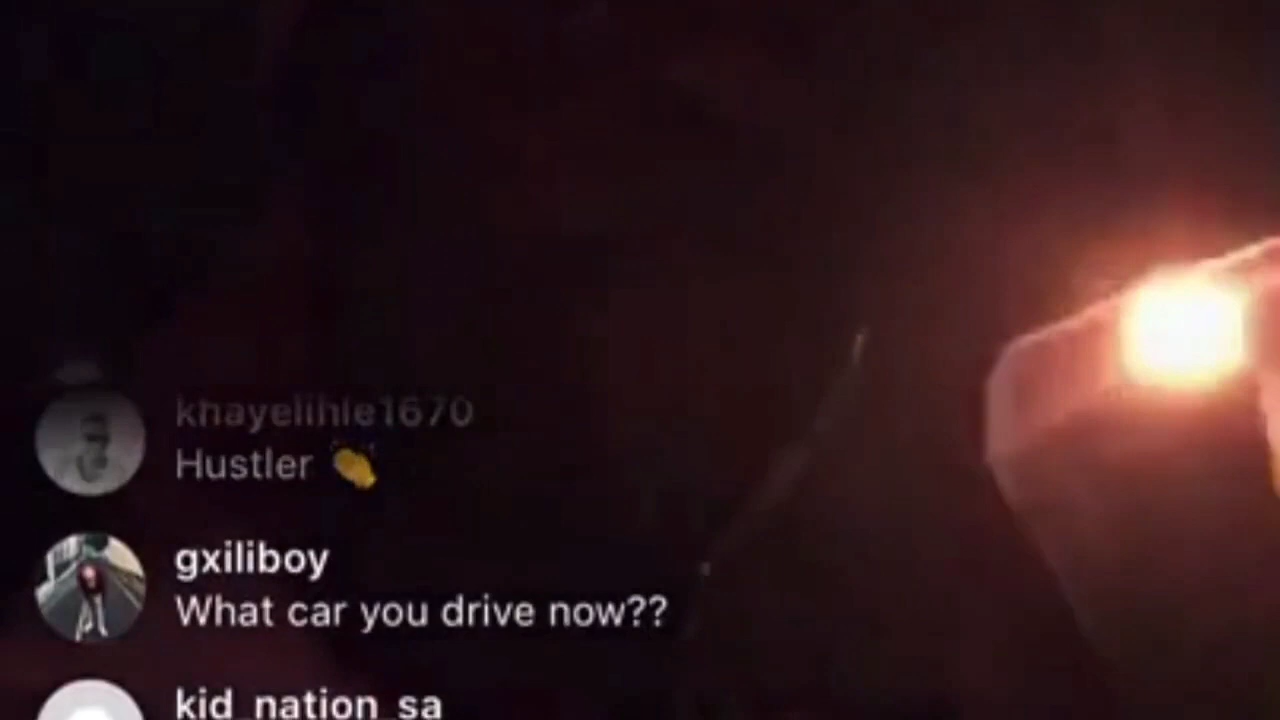 khayelihle1670
Hustler 👏
gxiliboy
What car you drive now??
kid_nation_sa